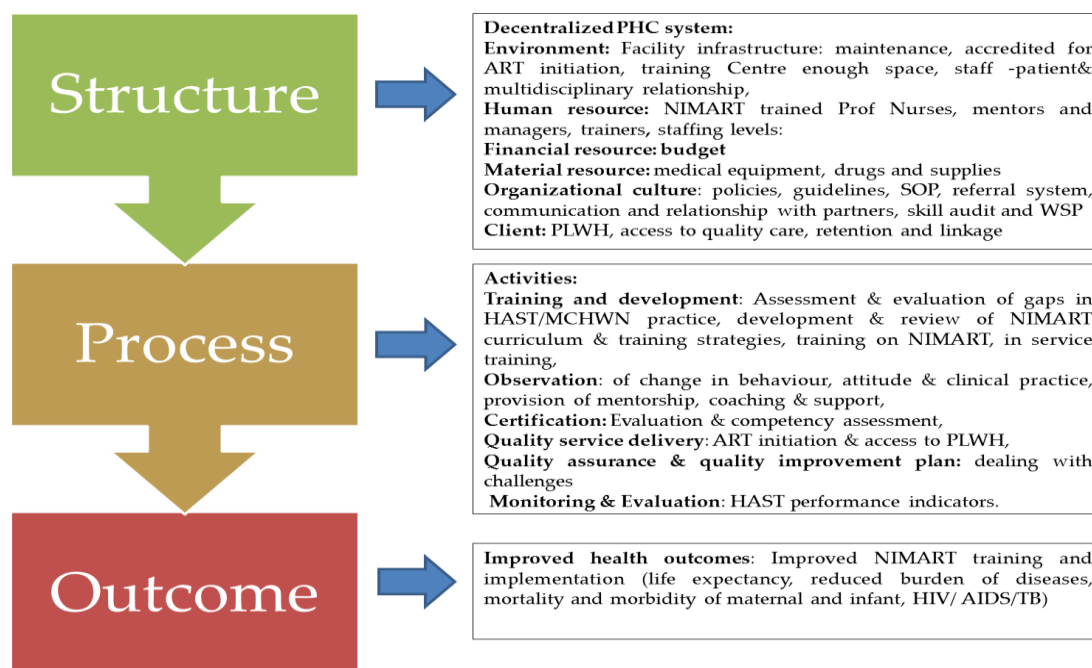 Structure
Decentralized PHC system:
Environment: Facility infrastructure: maintenance, accredited for
ART initiation, training Centre enough space, staff -patient&
multidisciplinary relationship,
Human resource: NIMART trained Prof Nurses, mentors and
managers, trainers, staffing levels:
Financial resource: budget
Material resource: medical equipment, drugs and supplies
Organizational culture: policies, guidelines, SOP, referral system,
communication and relationship with partners, skill audit and WSP
Client: PLWH, access to quality care, retention and linkage
Process
Activities:
Training and development: Assessment & evaluation of gaps in
HAST/MCHWN practice, development & review of NIMART
curriculum & training strategies, training on NIMART, in service
training,
Observation: of change in behaviour, attitude & clinical practice,
provision of mentorship, coaching & support,
Certification: Evaluation & competency assessment,
Quality service delivery: ART initiation & access to PLWH,
Quality assurance & quality improvement plan: dealing with
challenges
Monitoring & Evaluation: HAST performance indicators.
Outcome
Improved health outcomes: Improved NIMART training and
implementation (life expectancy, reduced burden of diseases,
mortality and morbidity of maternal and infant, HIV/ AIDS/TB)